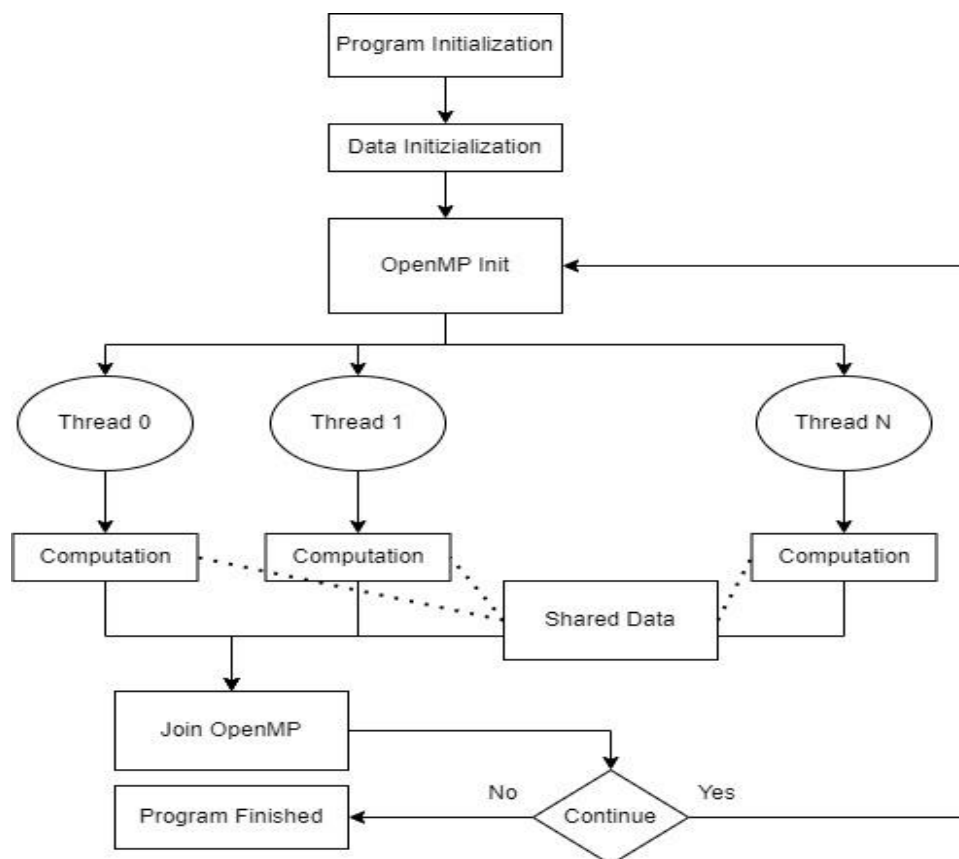 Program Initialization
Data Initizialization
OpenMP Init
Thread 0
Thread 1
Thread N
Computation
Computation
Computation
Shared Data
Join OpenMP
No
Yes
Program Finished
Continue